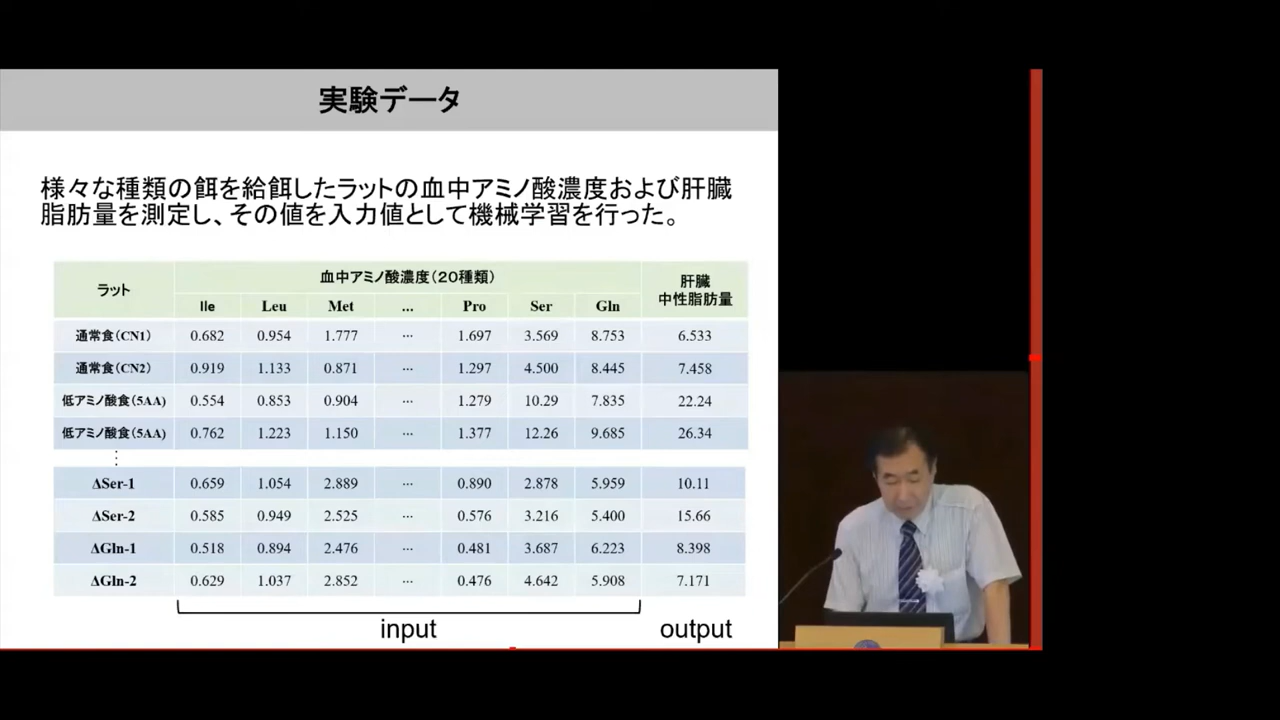 実験データ
様々な種類の餌を給餌したラットの血中アミノ酸濃度および肝臓
脂肪量を測定し、その値を入力値として機械学習を行った。
ラット 血中アミノ酸濃度(20種類) 肝臓中性脂肪量
Ile Leu Met ... Pro Ser Gln
通常食(CN1) 0.682 0.954 1.777 ... 1.697 3.569 8.753 6.533
通常食(CN2) 0.919 1.133 0.871 ... 1.297 4.500 8.445 7.458
低アミノ酸食(5AA) 0.554 0.853 0.904 ... 1.279 10.29 7.835 22.24
低アミノ酸食(5AA) 0.762 1.223 1.150 ... 1.377 12.26 9.685 26.34
⋮
ΔSer-1 0.659 1.054 2.889 ... 0.890 2.878 5.959 10.11
ΔSer-2 0.585 0.949 2.525 ... 0.576 3.216 5.400 15.66
ΔGln-1 0.518 0.894 2.476 ... 0.481 3.687 6.223 8.398
ΔGln-2 0.629 1.037 2.852 ... 0.476 4.642 5.908 7.171
input output